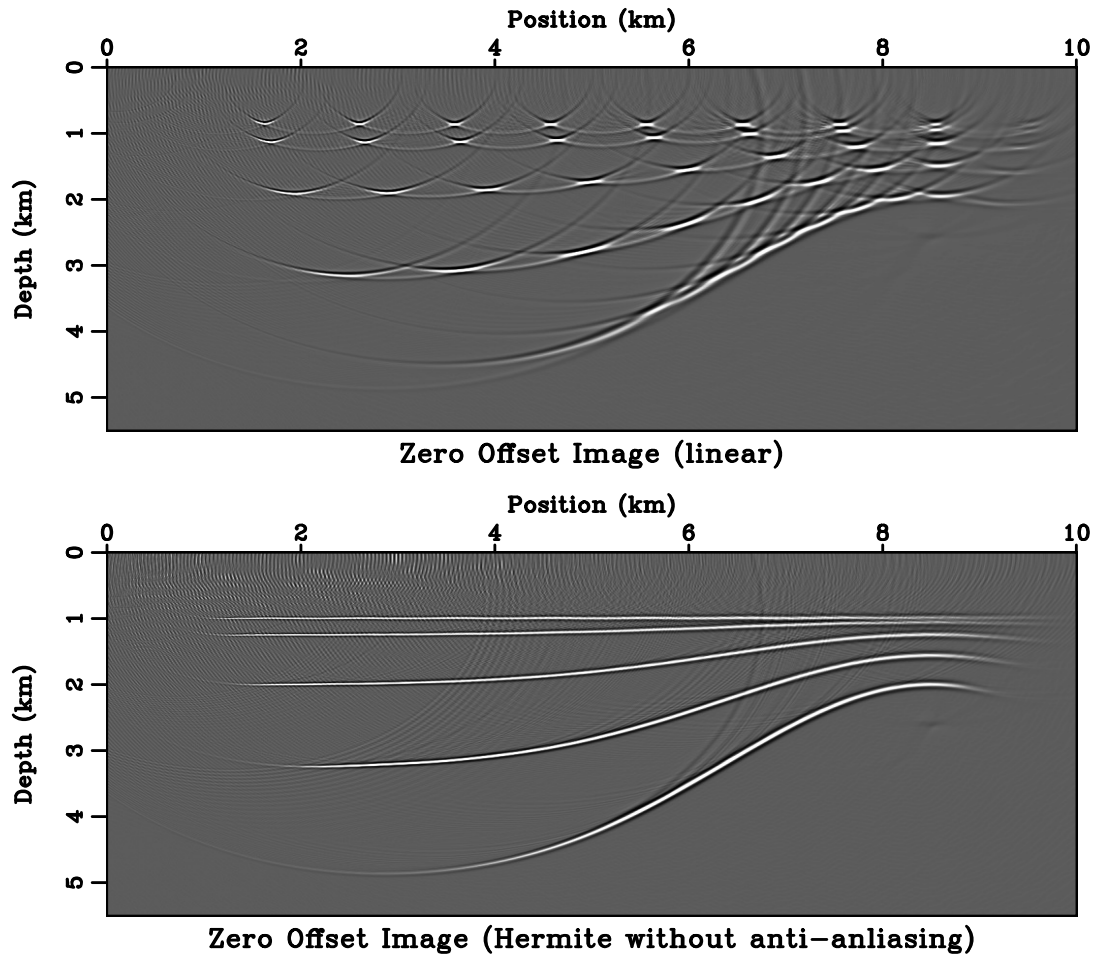 Position (km)
0 2 4 6 8 10
0
1
2
3
4
5
Depth (km)
Zero Offset Image (linear)
Position (km)
0 2 4 6 8 10
0
1
2
3
4
5
Depth (km)
Zero Offset Image (Hermite without anti-anliasing)